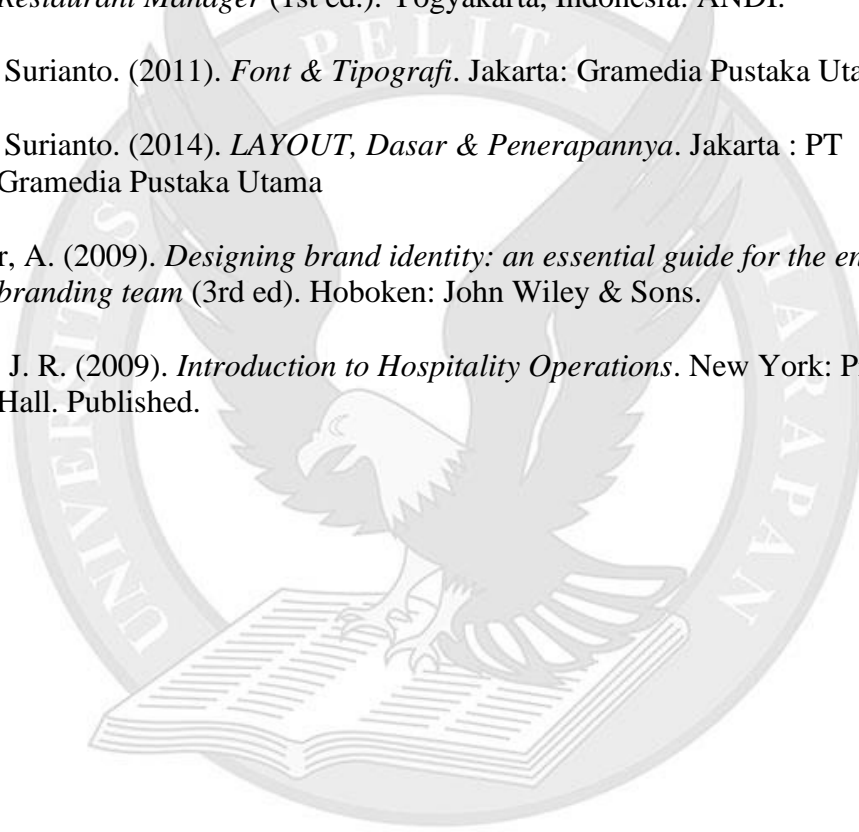 Restaurant Manager (1st ed.). Yogyakarta, Indonesia: ANDI.
Surianto. (2011). Font & Tipografi. Jakarta: Gramedia Pustaka Uta
Surianto. (2014). LAYOUT, Dasar & Penerapannya. Jakarta : PT
Gramedia Pustaka Utama
r, A. (2009). Designing brand identity: an essential guide for the en
branding team (3rd ed). Hoboken: John Wiley & Sons.
J. R. (2009). Introduction to Hospitality Operations. New York: P
Hall. Published.
UNIVERSITAS PELITA HARAPAN